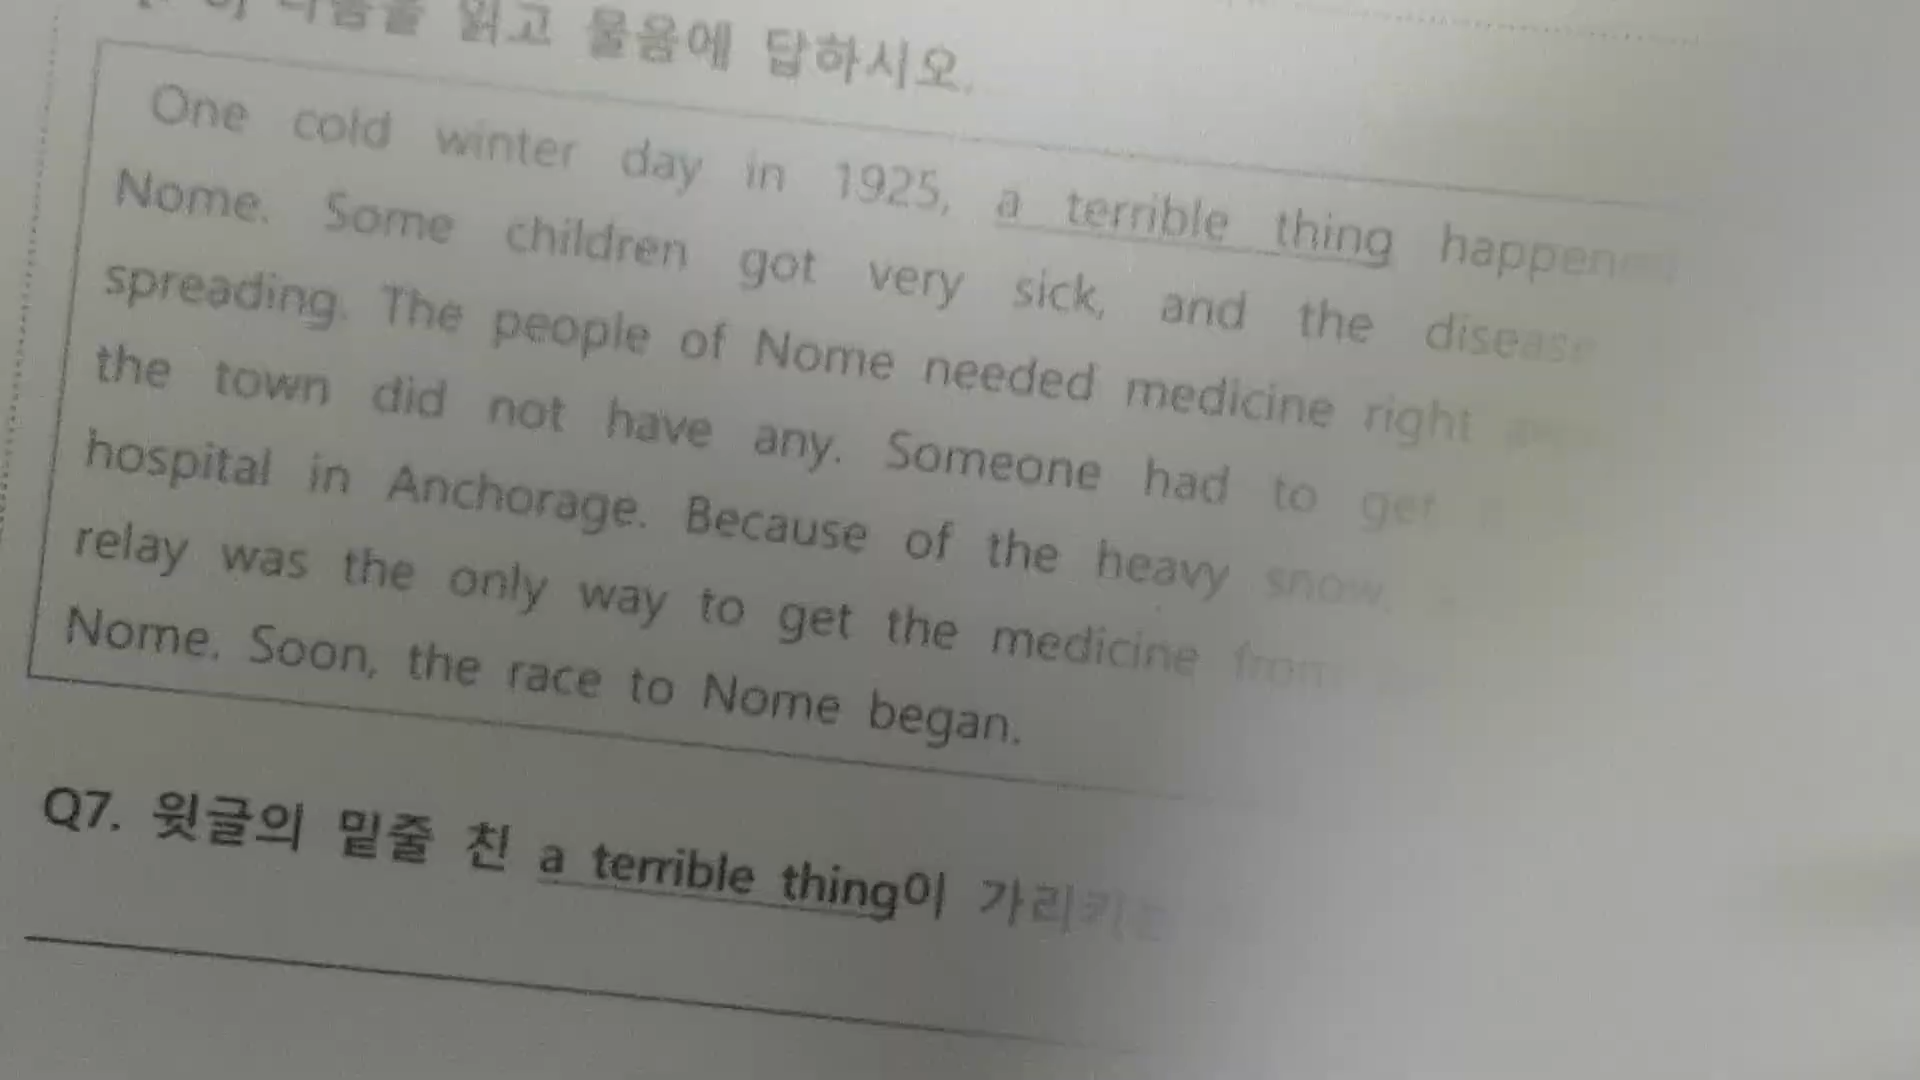 다음을 읽고 물음에 답하시오.
One cold winter day in 1925, a terrible thing happened
Nome. Some children got very sick, and the disease
spreading. The people of Nome needed medicine right
the town did not have any. Someone had to get
hospital in Anchorage. Because of the heavy snow,
relay was the only way to get the medicine from
Nome. Soon, the race to Nome began.
Q7. 윗글의 밑줄 친 a terrible thing이 가리키는